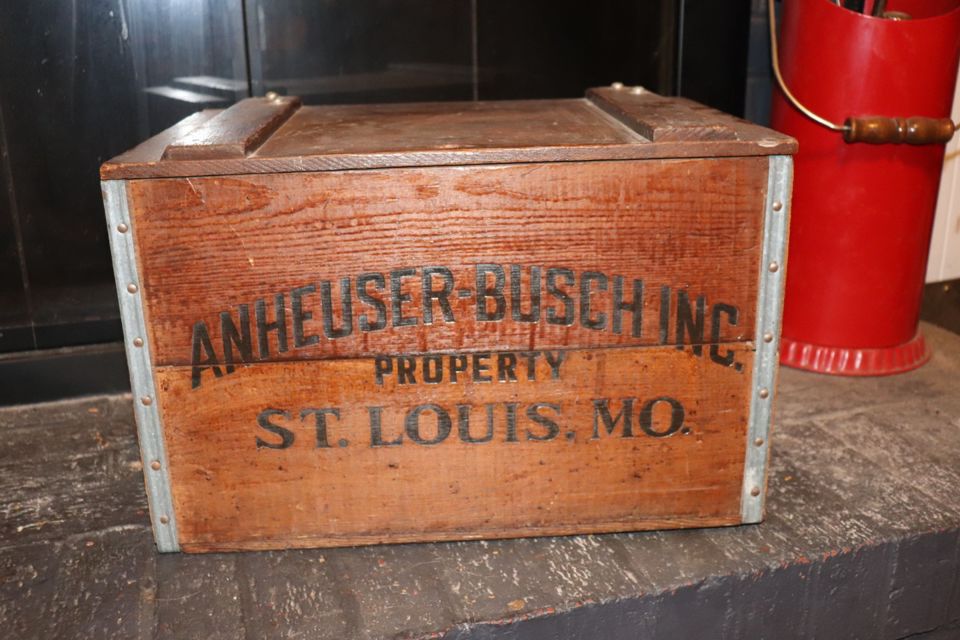 ANHEUSER-BUSCH INC.
PROPERTY
ST. LOUIS, MO.